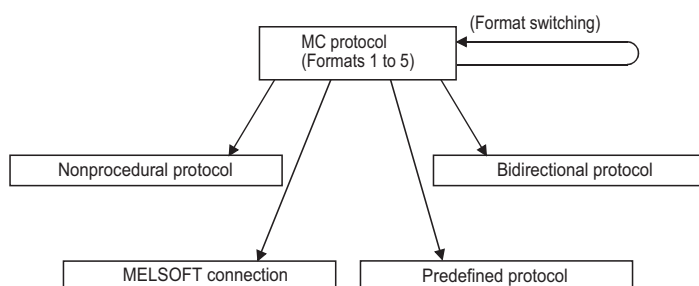 (Format switching)
MC protocol
(Formats 1 to 5)
Nonprocedural protocol
Bidirectional protocol
MELSOFT connection
Predefined protocol